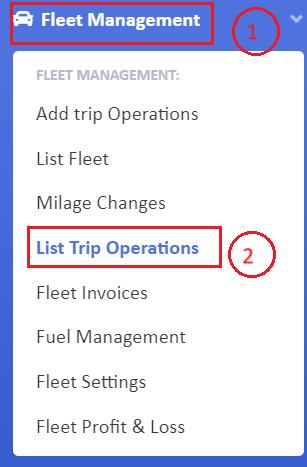 Fleet Management 1
FLEET MANAGEMENT:
Add trip Operations
List Fleet
Milage Changes
List Trip Operations 2
Fleet Invoices
Fuel Management
Fleet Settings
Fleet Profit & Loss